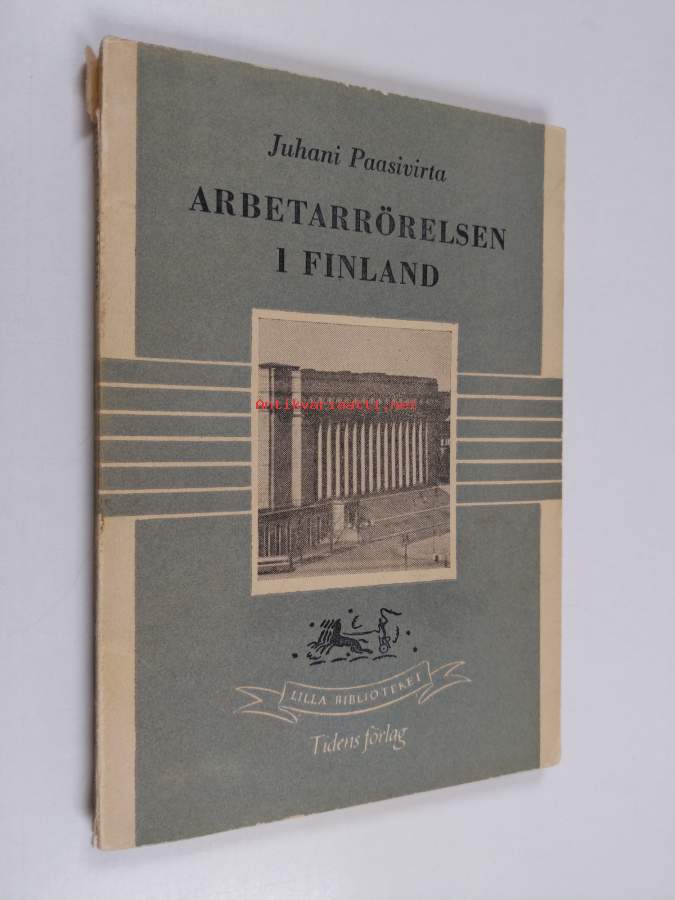 Juhani Paasivirta
ARBETARRÖRELSEN
I FINLAND
Antikvariaatti.net
LILLA BIBLIOTEKET
Tidens förlag